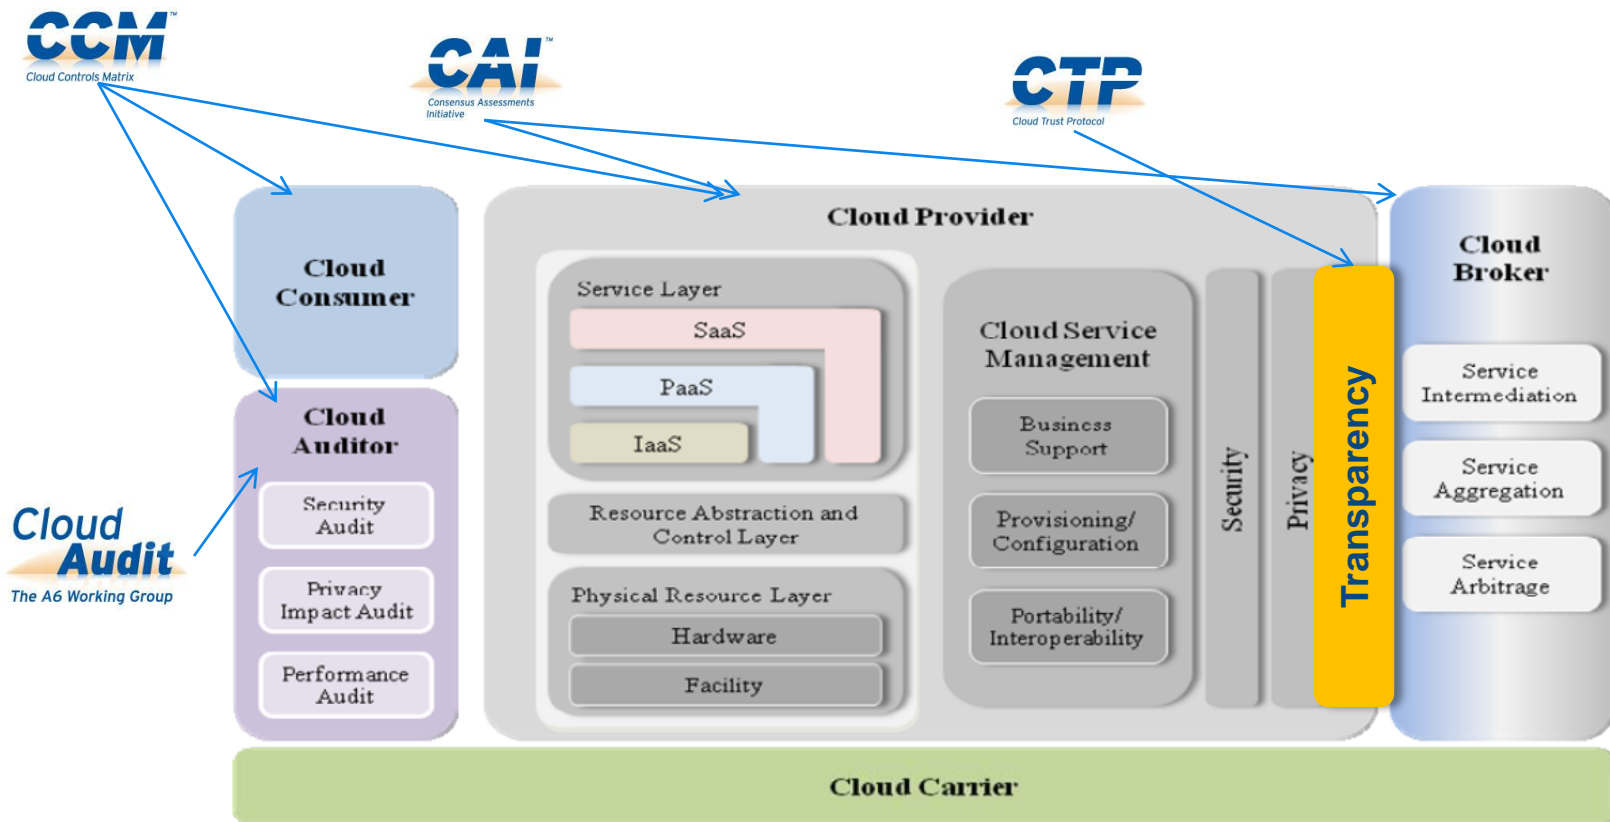 CCM™
Cloud Controls Matrix
CAI™
Consensus Assessments
Initiative
CTP
Cloud Trust Protocol
Cloud
Consumer
Cloud
Auditor
Security
Audit
Privacy
Impact Audit
Performance
Audit
Cloud
Audit
The A6 Working Group
Cloud Provider
Service Layer
SaaS
PaaS
IaaS
Resource Abstraction and
Control Layer
Physical Resource Layer
Hardware
Facility
Cloud Service
Management
Business
Support
Provisioning/
Configuration
Portability/
Interoperability
Security
Privacy
Transparency
Cloud
Broker
Service
Intermediation
Service
Aggregation
Service
Arbitrage
Cloud Carrier